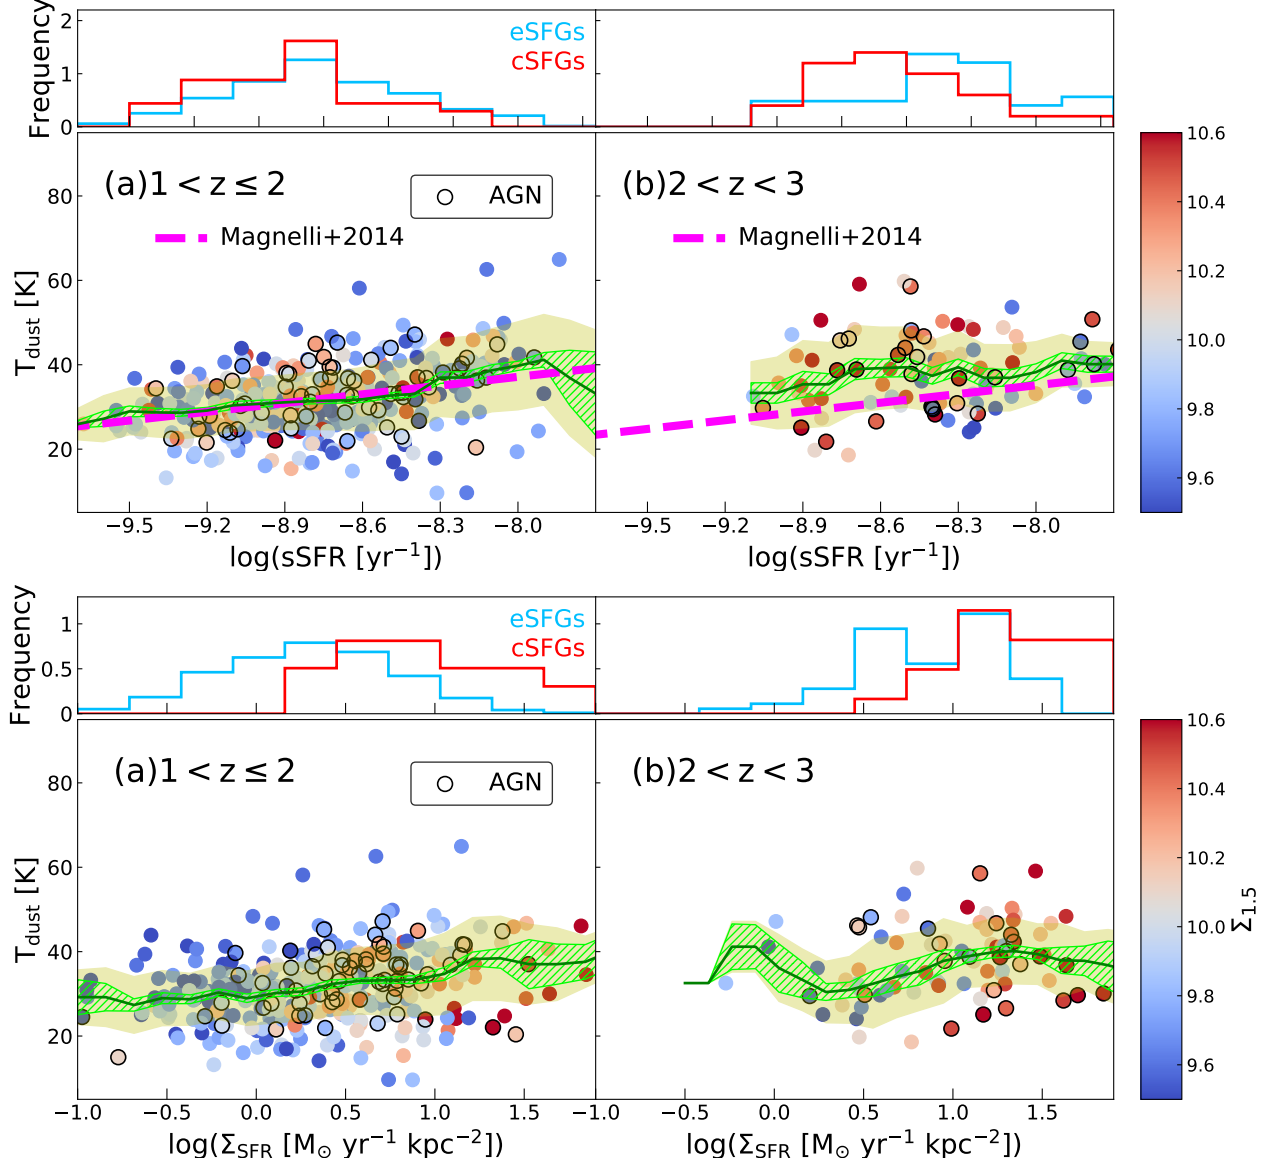 Frequency
2
1
0
eSFGs
cSFGs
(a)1 < z ≤ 2
AGN
Magnelli+2014
(b)2 < z < 3
Magnelli+2014
T_dust [K]
80
60
40
20
−9.5 −9.2 −8.9 −8.6 −8.3 −8.0
−9.5 −9.2 −8.9 −8.6 −8.3 −8.0
log(sSFR [yr⁻¹])
log(sSFR [yr⁻¹])
10.6
10.4
10.2
10.0
9.8
9.6
Frequency
1
0.5
0
eSFGs
cSFGs
(a)1 < z ≤ 2
AGN
(b)2 < z < 3
T_dust [K]
80
60
40
20
−1.0 −0.5 0.0 0.5 1.0 1.5 −1.0
−0.5 0.0 0.5 1.0 1.5
log(Σ_SFR [M_⊙ yr⁻¹ kpc⁻²])
log(Σ_SFR [M_⊙ yr⁻¹ kpc⁻²])
10.6
10.4
10.2
10.0
9.8
9.6
Σ_1.5